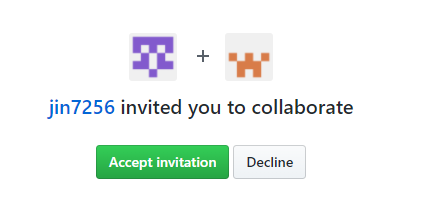 +
jin7256 invited you to collaborate
Accept invitation Decline